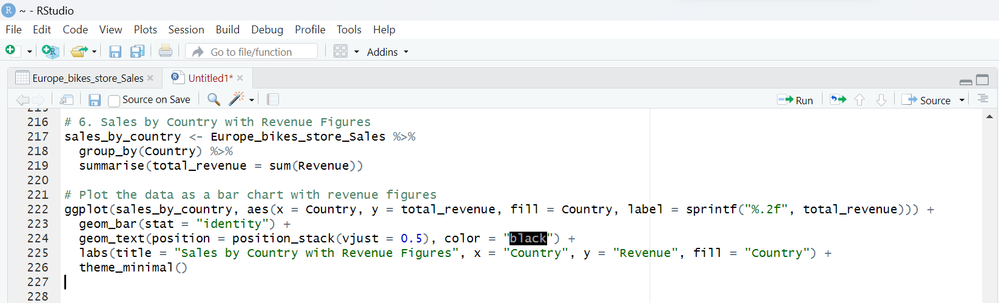 R ~ - RStudio
File Edit Code View Plots Session Build Debug Profile Tools Help
R Go to file/function Addins
Europe_bikes_store_Sales R Untitled1*
Source on Save Run Source
215
216 # 6. Sales by Country with Revenue Figures
217 sales_by_country <- Europe_bikes_store_Sales %>%
218 group_by(Country) %>%
219 summarise(total_revenue = sum(Revenue))
220
221 # Plot the data as a bar chart with revenue figures
222 ggplot(sales_by_country, aes(x = Country, y = total_revenue, fill = Country, label = sprintf("%.2f", total_revenue))) +
223 geom_bar(stat = "identity") +
224 geom_text(position = position_stack(vjust = 0.5), color = "black") +
225 labs(title = "Sales by Country with Revenue Figures", x = "Country", y = "Revenue", fill = "Country") +
226 theme_minimal()
227
228